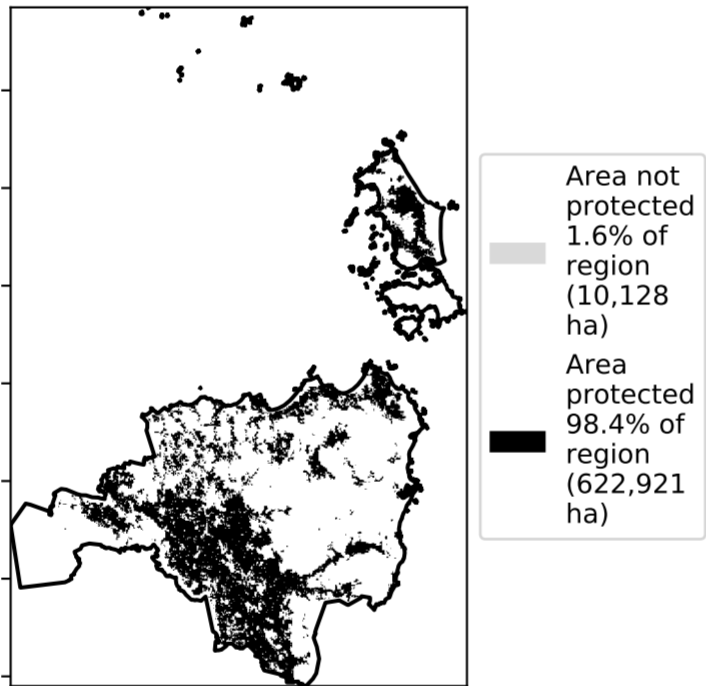 Area not
protected
1.6% of
region
(10,128
ha)
Area
protected
98.4% of
region
(622,921
ha)